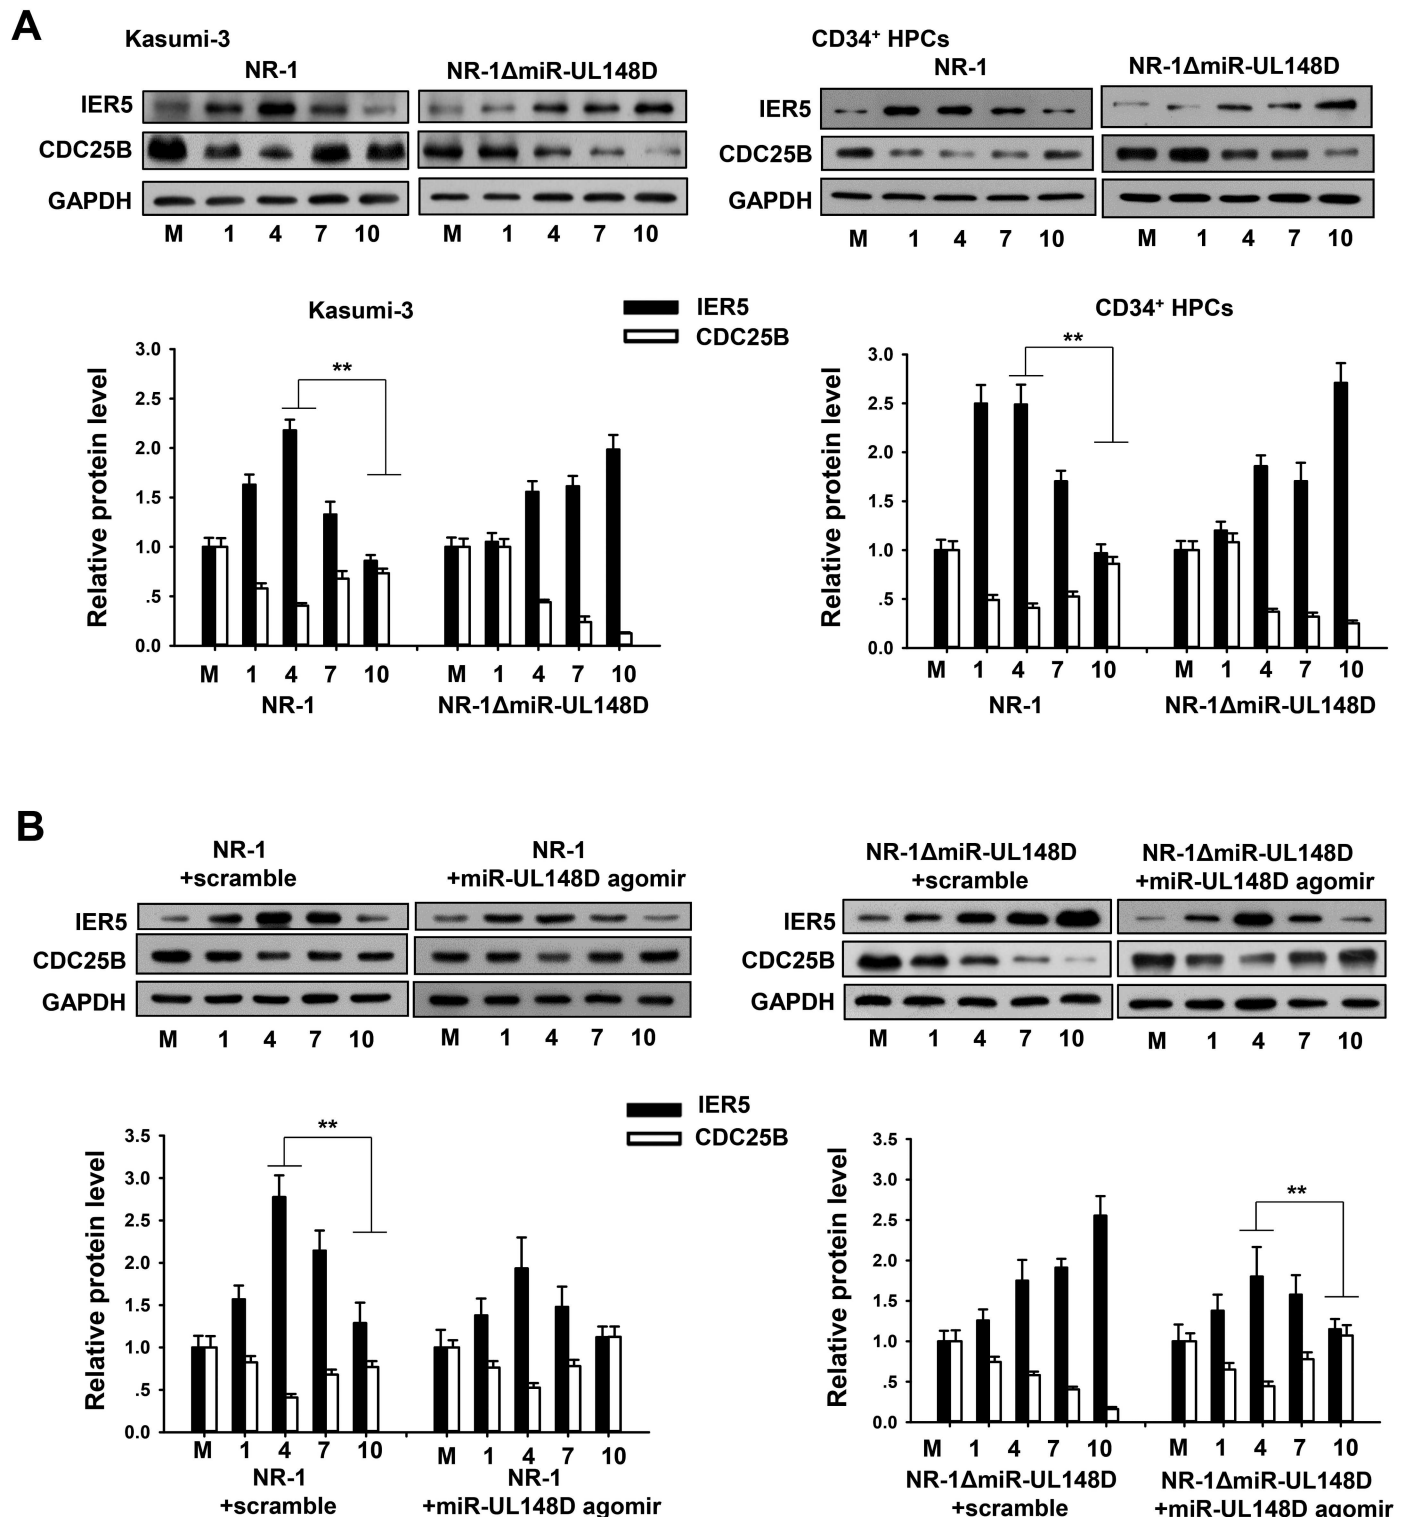 A
Kasumi-3
NR-1 NR-1ΔmiR-UL148D
IER5
CDC25B
GAPDH
M 1 4 7 10 M 1 4 7 10
CD34⁺ HPCs
NR-1 NR-1ΔmiR-UL148D
IER5
CDC25B
GAPDH
M 1 4 7 10 M 1 4 7 10
Kasumi-3
IER5
CDC25B
Relative protein level
3.0
2.5
2.0
1.5
1.0
.5
0.0
**
M 1 4 7 10 M 1 4 7 10
NR-1 NR-1ΔmiR-UL148D
CD34⁺ HPCs
Relative protein level
3.0
2.5
2.0
1.5
1.0
.5
0.0
**
M 1 4 7 10 M 1 4 7 10
NR-1 NR-1ΔmiR-UL148D
B
NR-1 NR-1
+scramble +miR-UL148D agomir
IER5
CDC25B
GAPDH
M 1 4 7 10 M 1 4 7 10
NR-1ΔmiR-UL148D NR-1ΔmiR-UL148D
+scramble +miR-UL148D agomir
IER5
CDC25B
GAPDH
M 1 4 7 10 M 1 4 7 10
IER5
CDC25B
Relative protein level
3.5
3.0
2.5
2.0
1.5
1.0
.5
0.0
**
M 1 4 7 10 M 1 4 7 10
NR-1 NR-1
+scramble +miR-UL148D agomir
Relative protein level
3.5
3.0
2.5
2.0
1.5
1.0
.5
0.0
**
M 1 4 7 10 M 1 4 7 10
NR-1ΔmiR-UL148D NR-1ΔmiR-UL148D
+scramble +miR-UL148D agomir